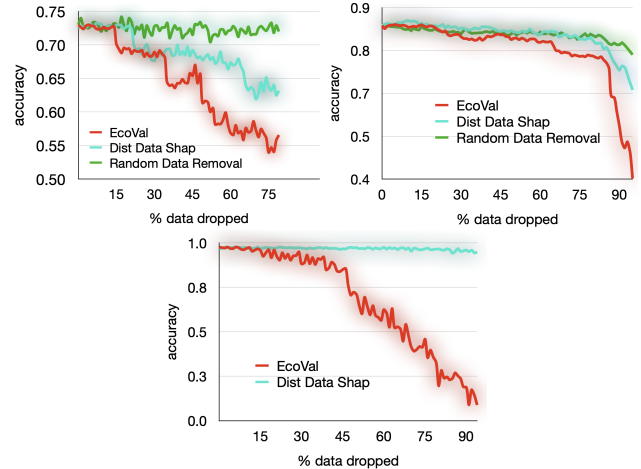 0.75
0.70
0.65
0.60
0.55
0.50
accuracy
EcoVal
Dist Data Shap
Random Data Removal
15 30 45 60 75
% data dropped
0.9
0.8
0.7
0.5
0.4
accuracy
EcoVal
Dist Data Shap
Random Data Removal
0 15 30 45 60 75 90
% data dropped
1.0
0.8
0.5
0.3
0.0
accuracy
EcoVal
Dist Data Shap
15 30 45 60 75 90
% data dropped